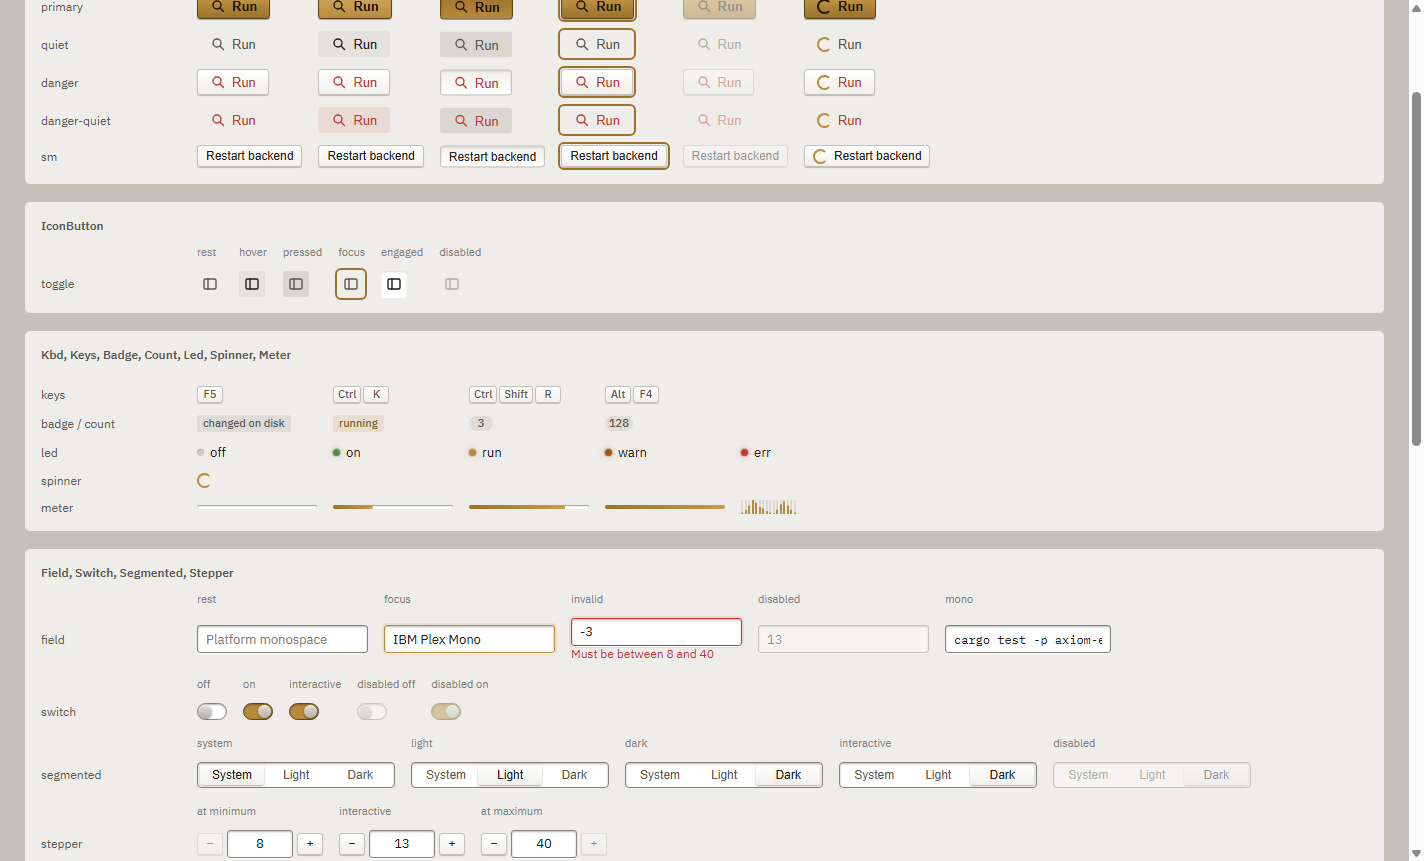 primary Run Run Run Run Run Run
quiet Run Run Run Run Run Run
danger Run Run Run Run Run Run
danger-quiet Run Run Run Run Run Run
sm Restart backend Restart backend Restart backend Restart backend Restart backend Restart backend
IconButton
rest hover pressed focus engaged disabled
toggle
Kbd, Keys, Badge, Count, Led, Spinner, Meter
keys F5 Ctrl K Ctrl Shift R Alt F4
badge / count changed on disk running 3 128
led off on run warn err
spinner
meter
Field, Switch, Segmented, Stepper
rest focus invalid disabled mono
field Platform monospace IBM Plex Mono -3 13 cargo test -p axiom-e
Must be between 8 and 40
off on interactive disabled off disabled on
switch
system light dark interactive disabled
segmented System Light Dark System Light Dark System Light Dark System Light Dark System Light Dark
at minimum interactive at maximum
stepper − 8 + − 13 + − 40 +